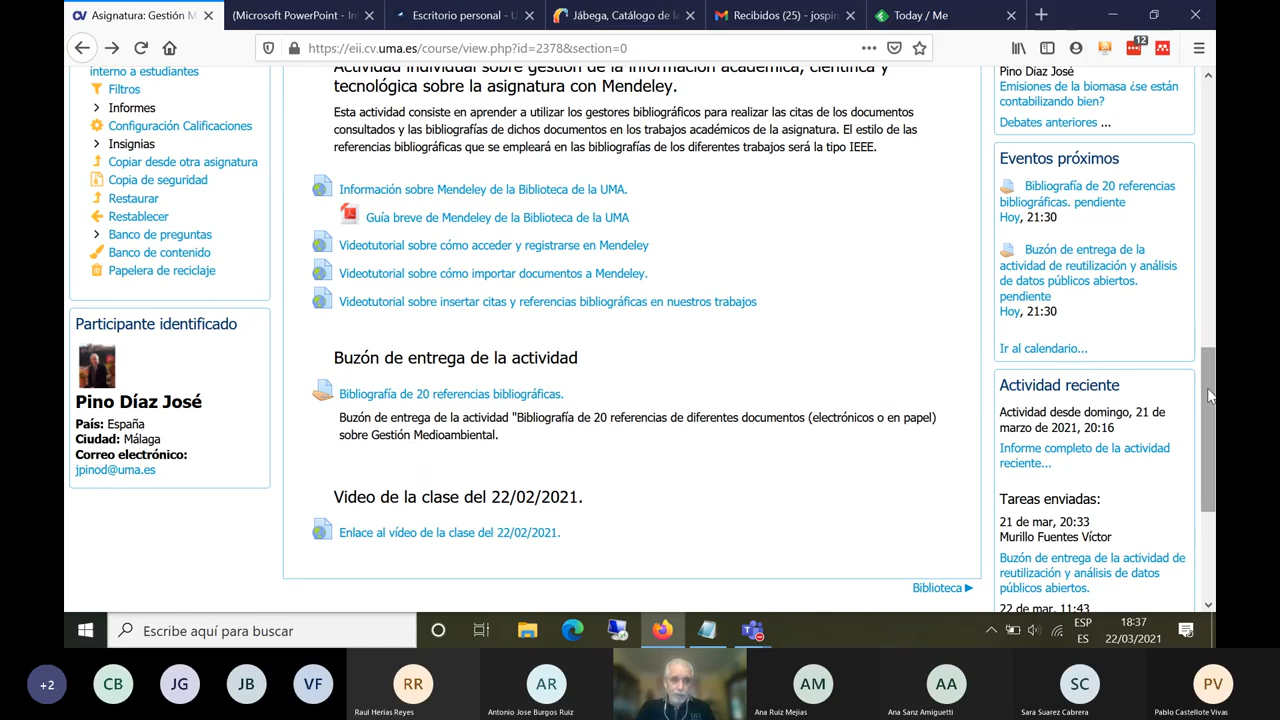 Asignatura: Gestión M
(Microsoft PowerPoint - In
Escritorio personal - U
Jábega, Catálogo de la
Recibidos (25) - jospin
Today / Me
https://eii.cv.uma.es/course/view.php?id=2378&section=0
12
interno a estudiantes
Filtros
Informes
Configuración Calificaciones
Insignias
Copiar desde otra asignatura
Copia de seguridad
Restaurar
Restablecer
Banco de preguntas
Banco de contenido
Papelera de reciclaje
Participante identificado
Pino Díaz José
País: España
Ciudad: Málaga
Correo electrónico:
jpinod@uma.es
Actividad individual sobre gestión de la información académica, científica y
tecnológica sobre la asignatura con Mendeley.
Esta actividad consiste en aprender a utilizar los gestores bibliográficos para realizar las citas de los documentos
consultados y las bibliografías de dichos documentos en los trabajos académicos de la asignatura. El estilo de las
referencias bibliográficas que se empleará en las bibliografías de los diferentes trabajos será la tipo IEEE.
Información sobre Mendeley de la Biblioteca de la UMA.
Guía breve de Mendeley de la Biblioteca de la UMA
Videotutorial sobre cómo acceder y registrarse en Mendeley
Videotutorial sobre cómo importar documentos a Mendeley.
Videotutorial sobre insertar citas y referencias bibliográficas en nuestros trabajos
Buzón de entrega de la actividad
Bibliografía de 20 referencias bibliográficas.
Buzón de entrega de la actividad "Bibliografía de 20 referencias de diferentes documentos (electrónicos o en papel)
sobre Gestión Medioambiental.
Video de la clase del 22/02/2021.
Enlace al vídeo de la clase del 22/02/2021.
Biblioteca
Pino Díaz José
Emisiones de la biomasa ¿se están
contabilizando bien?
Debates anteriores ...
Eventos próximos
Bibliografía de 20 referencias
bibliográficas. pendiente
Hoy, 21:30
Buzón de entrega de la
actividad de reutilización y análisis
de datos públicos abiertos.
pendiente
Hoy, 21:30
Ir al calendario...
Actividad reciente
Actividad desde domingo, 21 de
marzo de 2021, 20:16
Informe completo de la actividad
reciente...
Tareas enviadas:
21 de mar, 20:33
Murillo Fuentes Víctor
Buzón de entrega de la actividad de
reutilización y análisis de datos
públicos abiertos.
22 de mar, 11:43
Escribe aquí para buscar
ESP
ES
18:37
22/03/2021
+2
CB
JG
JB
VF
RR
AR
AM
AA
SC
PV
Raul Herias Reyes
Antonio Jose Burgos Ruiz
Ana Ruiz Mejias
Ana Sanz Amiguetti
Sara Suarez Cabrera
Pablo Castellote Vivas